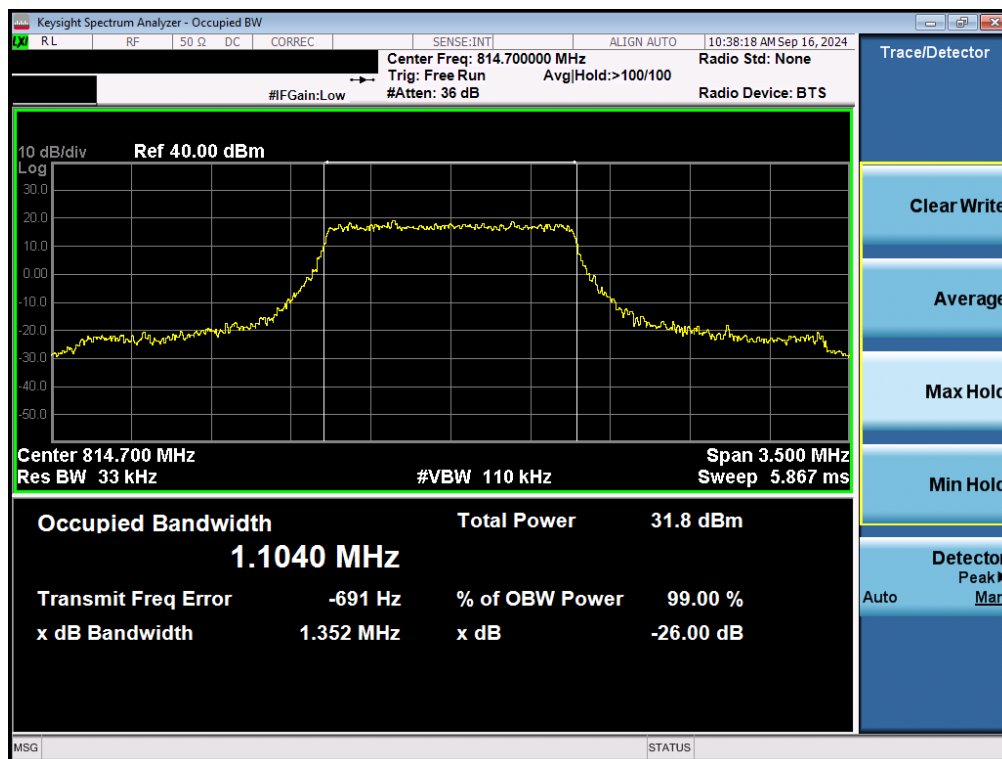 Keysight Spectrum Analyzer - Occupied BW
LXI RL RF 50 Ω DC CORREC SENSE:INT ALIGN AUTO 10:38:18 AM Sep 16, 2024
Center Freq: 814.700000 MHz Radio Std: None
Trig: Free Run Avg|Hold:>100/100
#IFGain:Low #Atten: 36 dB Radio Device: BTS
10 dB/div Ref 40.00 dBm
Log
30.0
20.0
10.0
0.00
-10.0
-20.0
-30.0
-40.0
-50.0
Center 814.700 MHz Span 3.500 MHz
Res BW 33 kHz #VBW 110 kHz Sweep 5.867 ms
Occupied Bandwidth Total Power 31.8 dBm
1.1040 MHz
Transmit Freq Error -691 Hz % of OBW Power 99.00 %
x dB Bandwidth 1.352 MHz x dB -26.00 dB
MSG STATUS
Trace/Detector
Clear Write
Average
Max Hold
Min Hold
Detector
Peak
Auto Man